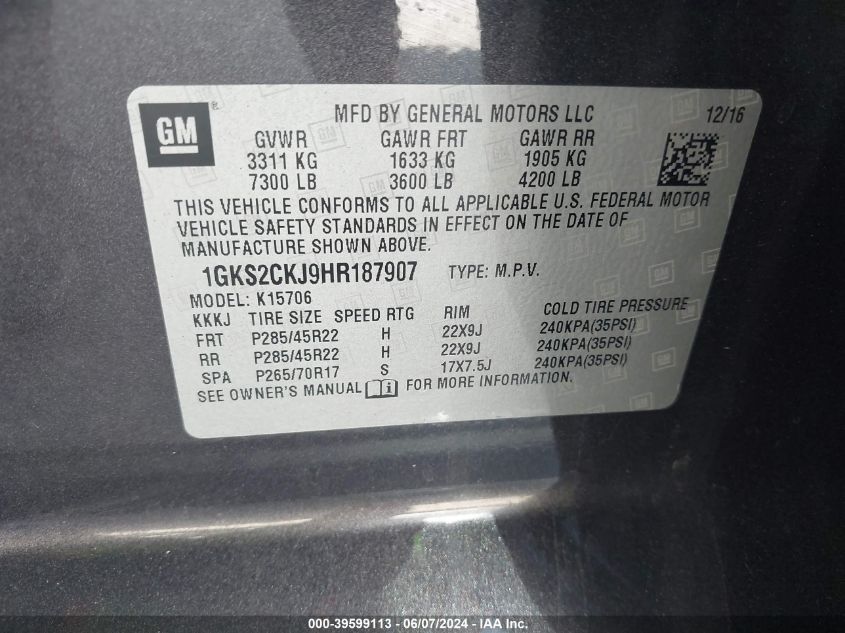 GM®
MFD BY GENERAL MOTORS LLC 12/16
GVWR GAWR FRT GAWR RR
3311 KG 1633 KG 1905 KG
7300 LB 3600 LB 4200 LB
THIS VEHICLE CONFORMS TO ALL APPLICABLE U.S. FEDERAL MOTOR
VEHICLE SAFETY STANDARDS IN EFFECT ON THE DATE OF
MANUFACTURE SHOWN ABOVE.
1GKS2CKJ9HR187907 TYPE: M.P.V.
MODEL: K15706
KKKJ TIRE SIZE SPEED RTG RIM COLD TIRE PRESSURE
FRT P285/45R22 H 22X9J 240KPA(35PSI)
RR P285/45R22 H 22X9J 240KPA(35PSI)
SPA P265/70R17 S 17X7.5J 240KPA(35PSI)
SEE OWNER'S MANUAL FOR MORE INFORMATION.
000-39599113 - 06/07/2024 - IAA Inc.